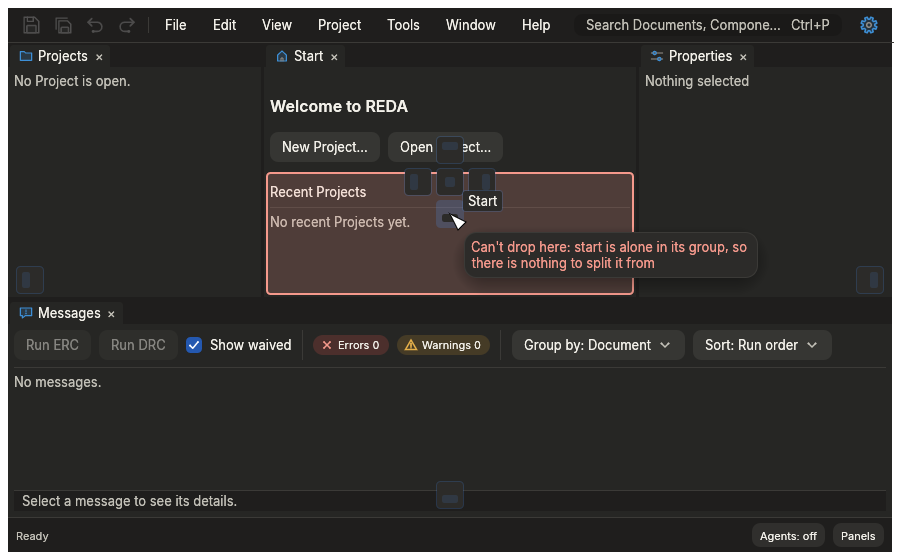 File Edit View Project Tools Window Help Search Documents, Compone... Ctrl+P
Projects × Start × Properties ×
No Project is open.
Nothing selected
Welcome to REDA
New Project... Open ect...
Recent Projects
Start
No recent Projects yet.
Can't drop here: start is alone in its group, so
there is nothing to split it from
Messages ×
Run ERC Run DRC Show waived Errors 0 Warnings 0 Group by: Document Sort: Run order
No messages.
Select a message to see its details.
Ready Agents: off Panels